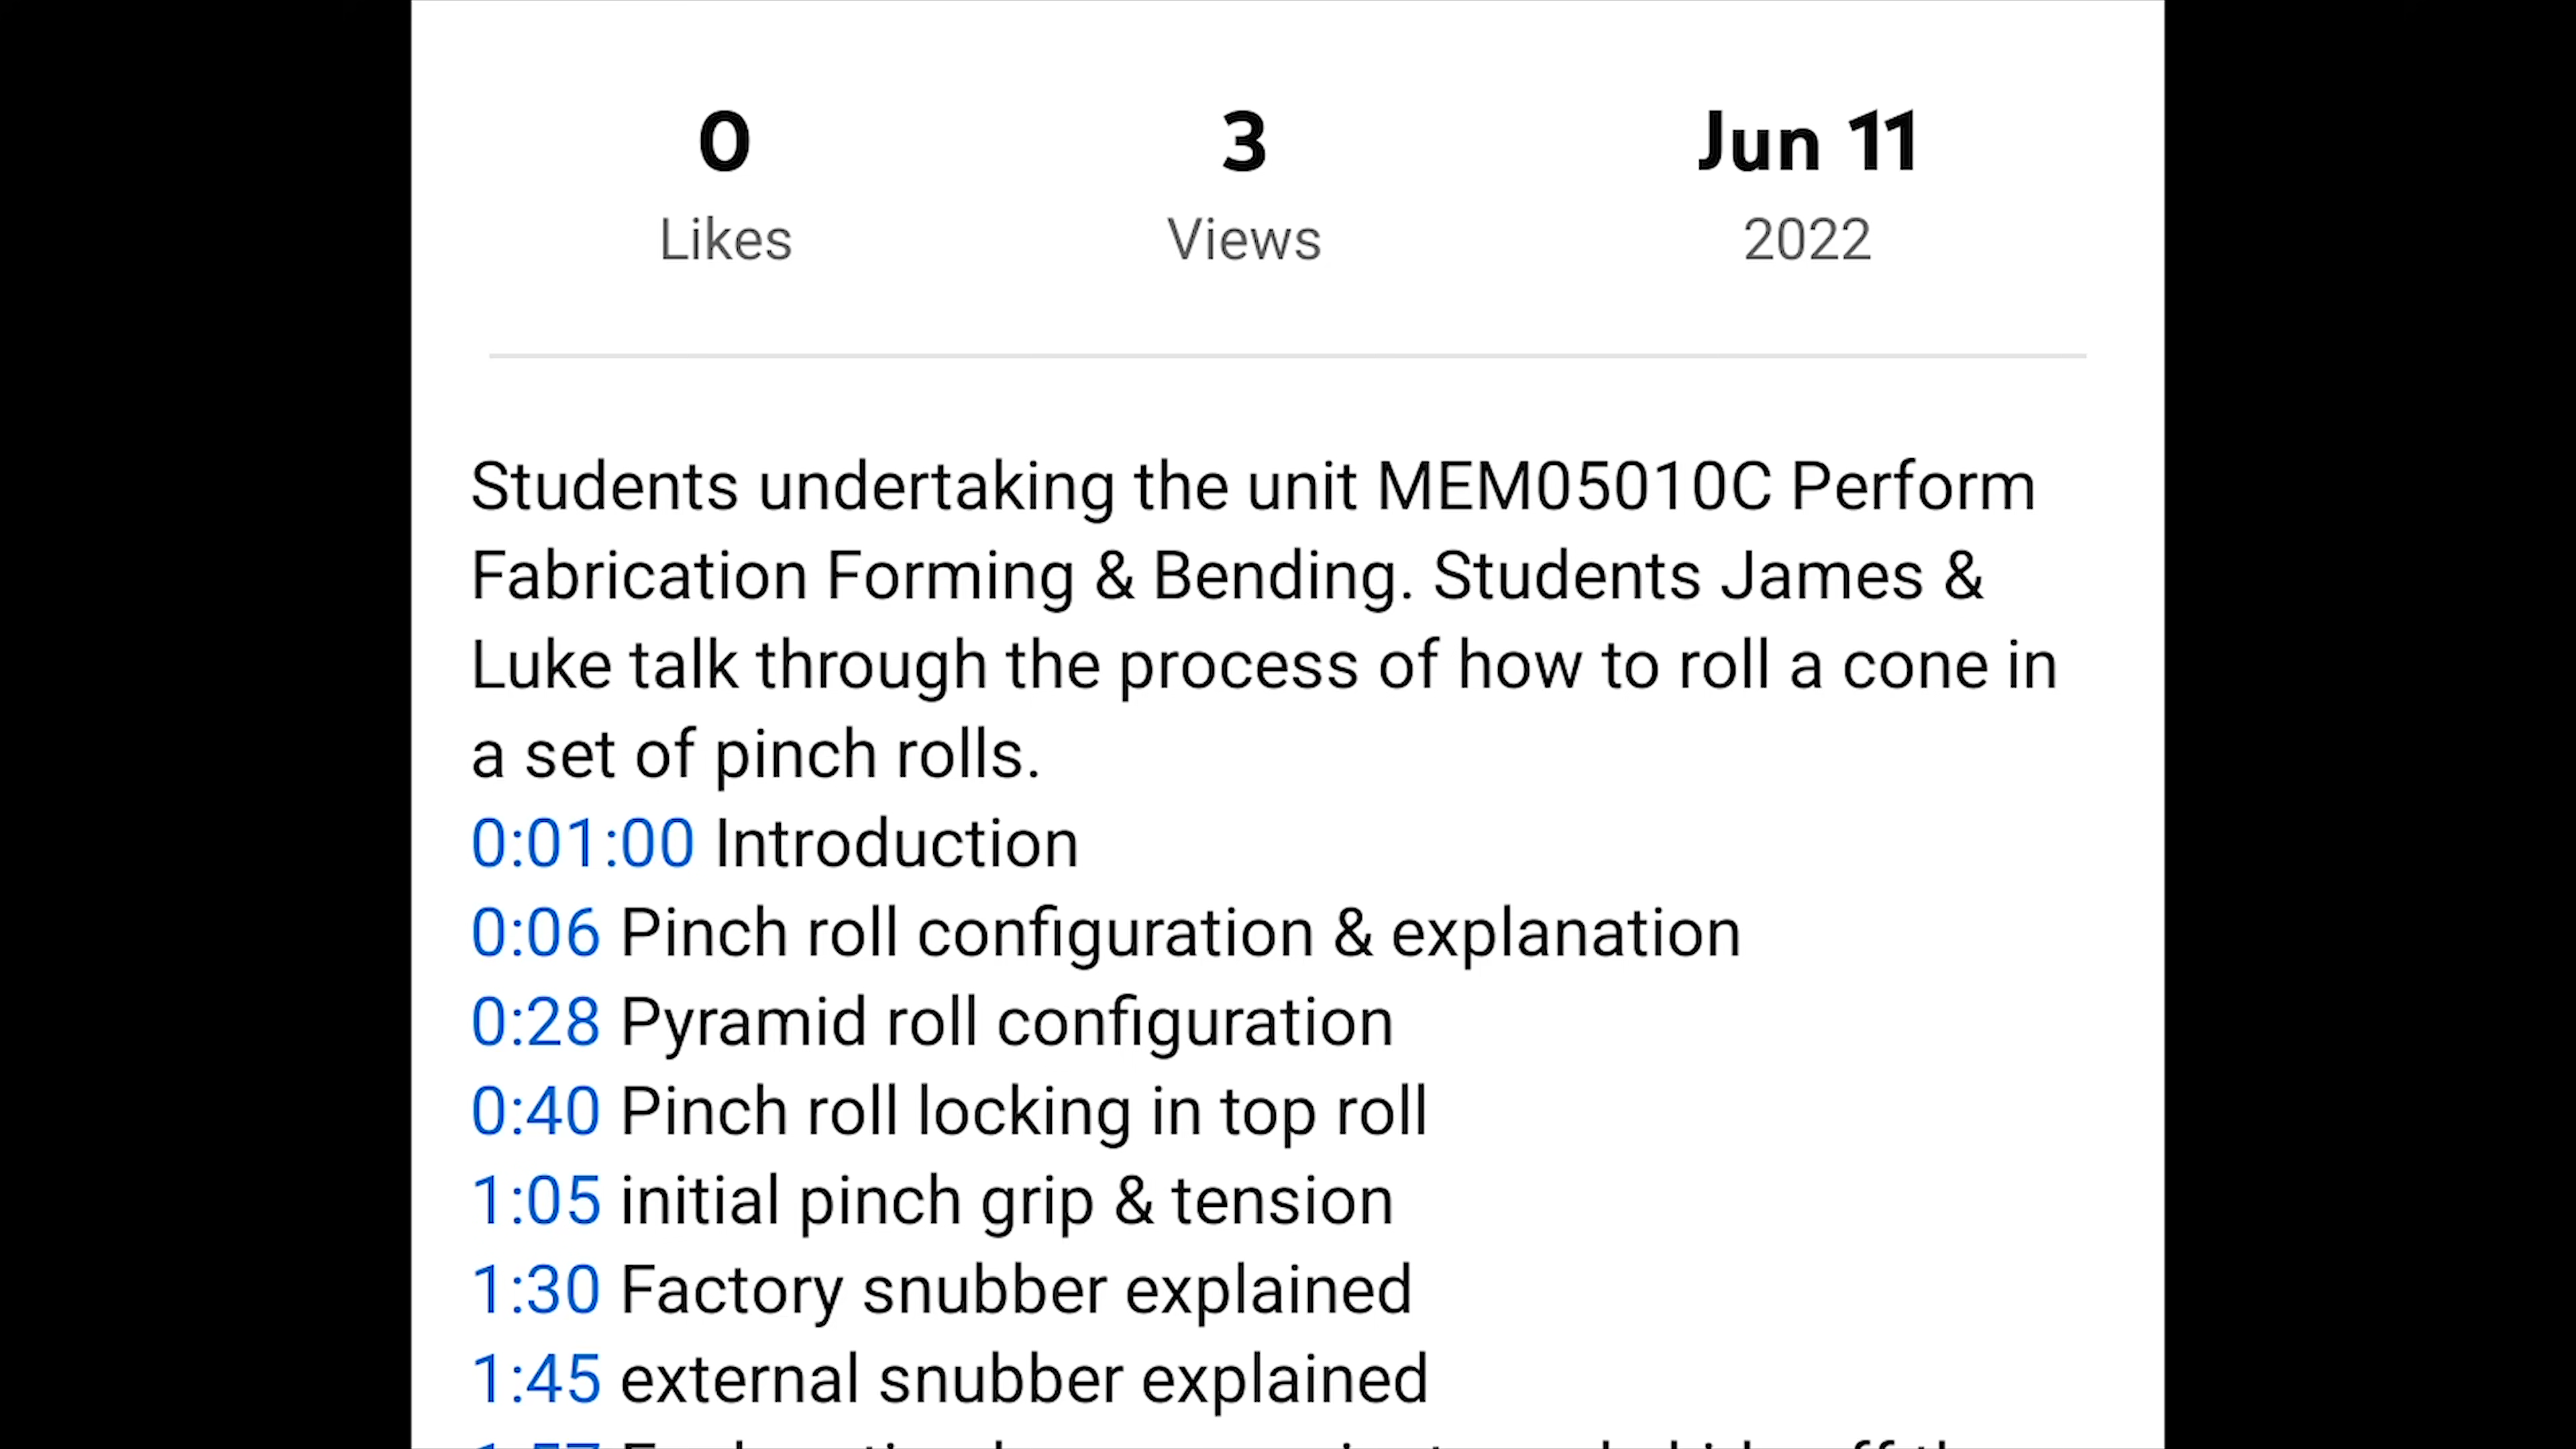 0 3 Jun 11
Likes Views 2022
Students undertaking the unit MEM05010C Perform
Fabrication Forming & Bending. Students James &
Luke talk through the process of how to roll a cone in
a set of pinch rolls.
0:01:00 Introduction
0:06 Pinch roll configuration & explanation
0:28 Pyramid roll configuration
0:40 Pinch roll locking in top roll
1:05 initial pinch grip & tension
1:30 Factory snubber explained
1:45 external snubber explained